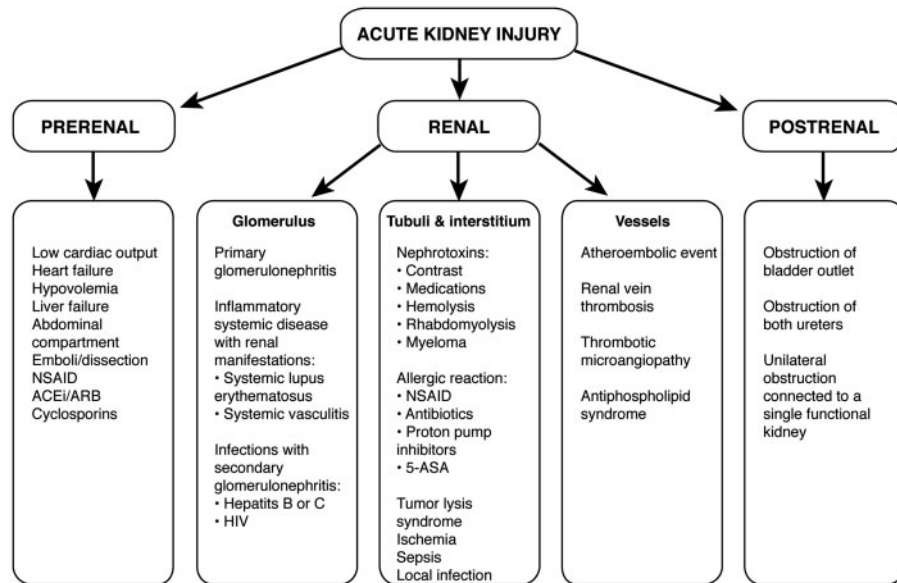 ACUTE KIDNEY INJURY
PRERENAL
RENAL
POSTRENAL
Low cardiac output
Heart failure
Hypovolemia
Liver failure
Abdominal
compartment
Emboli/dissection
NSAID
ACEi/ARB
Cyclosporins
Glomerulus
Primary
glomerulonephritis
Inflammatory
systemic disease
with renal
manifestations:
• Systemic lupus
erythematosus
• Systemic vasculitis
Infections with
secondary
glomerulonephritis:
• Hepatits B or C
• HIV
Tubuli & interstitium
Nephrotoxins:
• Contrast
• Medications
• Hemolysis
• Rhabdomyolysis
• Myeloma
Allergic reaction:
• NSAID
• Antibiotics
• Proton pump
inhibitors
• 5-ASA
Tumor lysis
syndrome
Ischemia
Sepsis
Local infection
Vessels
Atheroembolic event
Renal vein
thrombosis
Thrombotic
microangiopathy
Antiphospholipid
syndrome
Obstruction of
bladder outlet
Obstruction of
both ureters
Unilateral
obstruction
connected to a
single functional
kidney